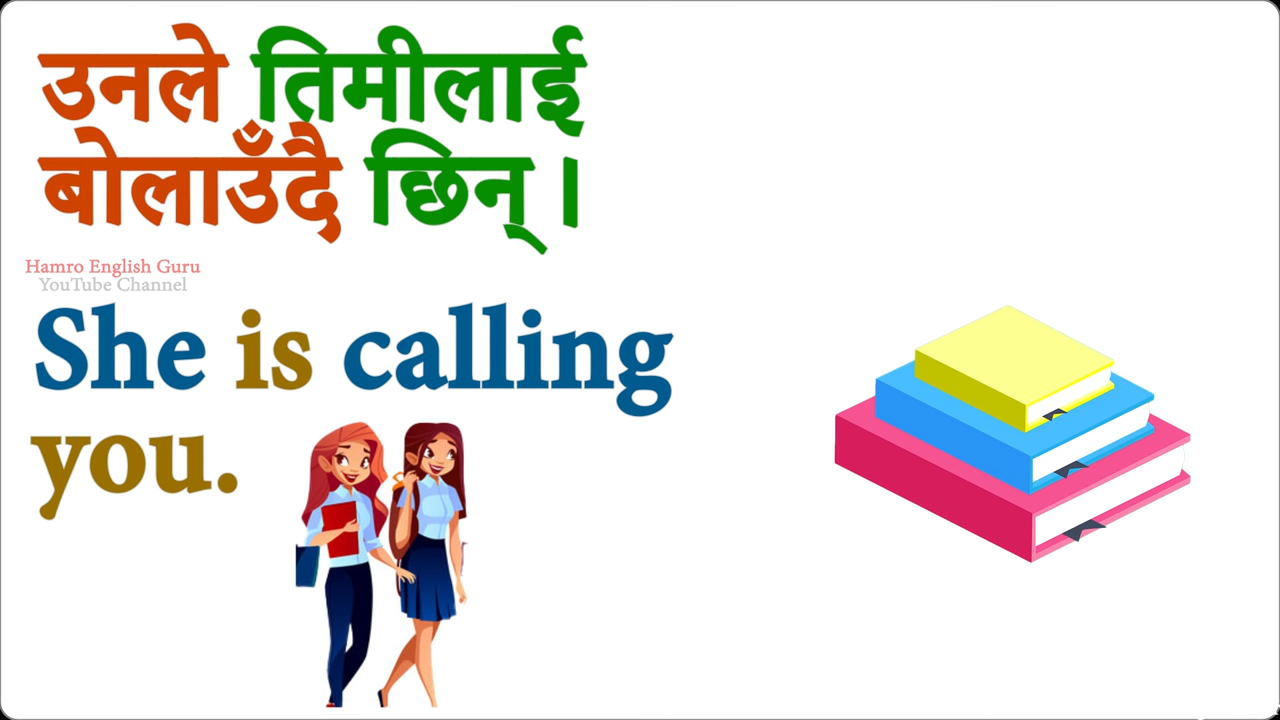 उनले तिमीलाई
बोलाउँदै छिन् ।
Hamro English Guru
YouTube Channel
She is calling
you.